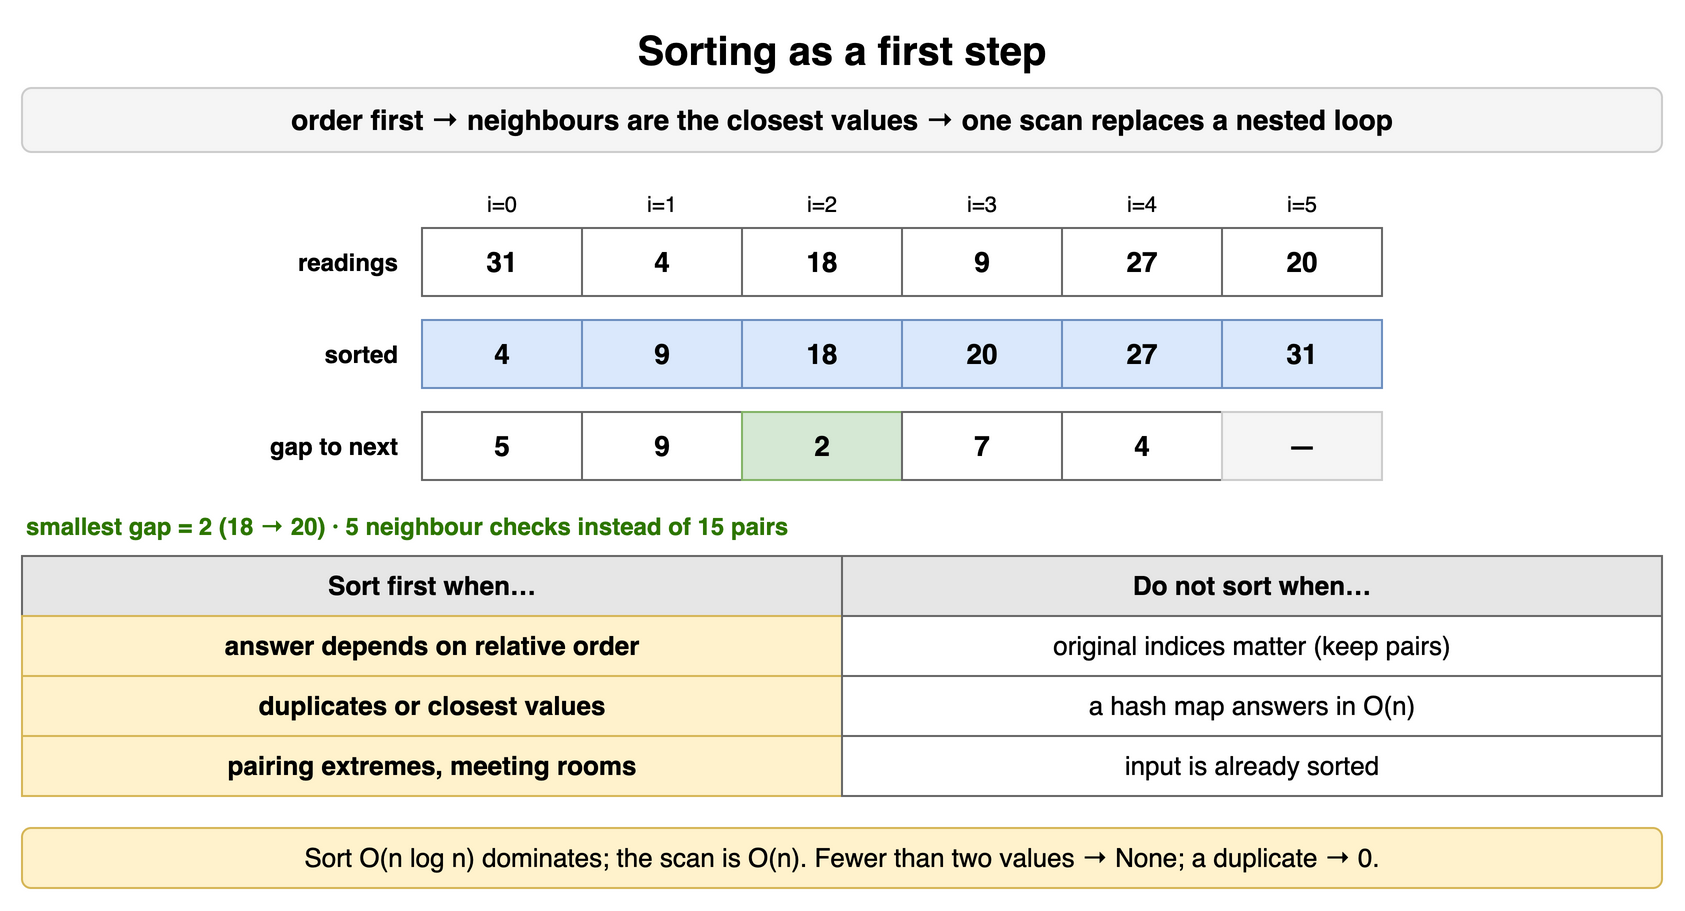 Sorting as a first step
order first → neighbours are the closest values → one scan replaces a nested loop
i=0 i=1 i=2 i=3 i=4 i=5
readings 31 4 18 9 27 20
sorted 4 9 18 20 27 31
gap to next 5 9 2 7 4 —
smallest gap = 2 (18 → 20) · 5 neighbour checks instead of 15 pairs
Sort first when… Do not sort when…
answer depends on relative order original indices matter (keep pairs)
duplicates or closest values a hash map answers in O(n)
pairing extremes, meeting rooms input is already sorted
Sort O(n log n) dominates; the scan is O(n). Fewer than two values → None; a duplicate → 0.